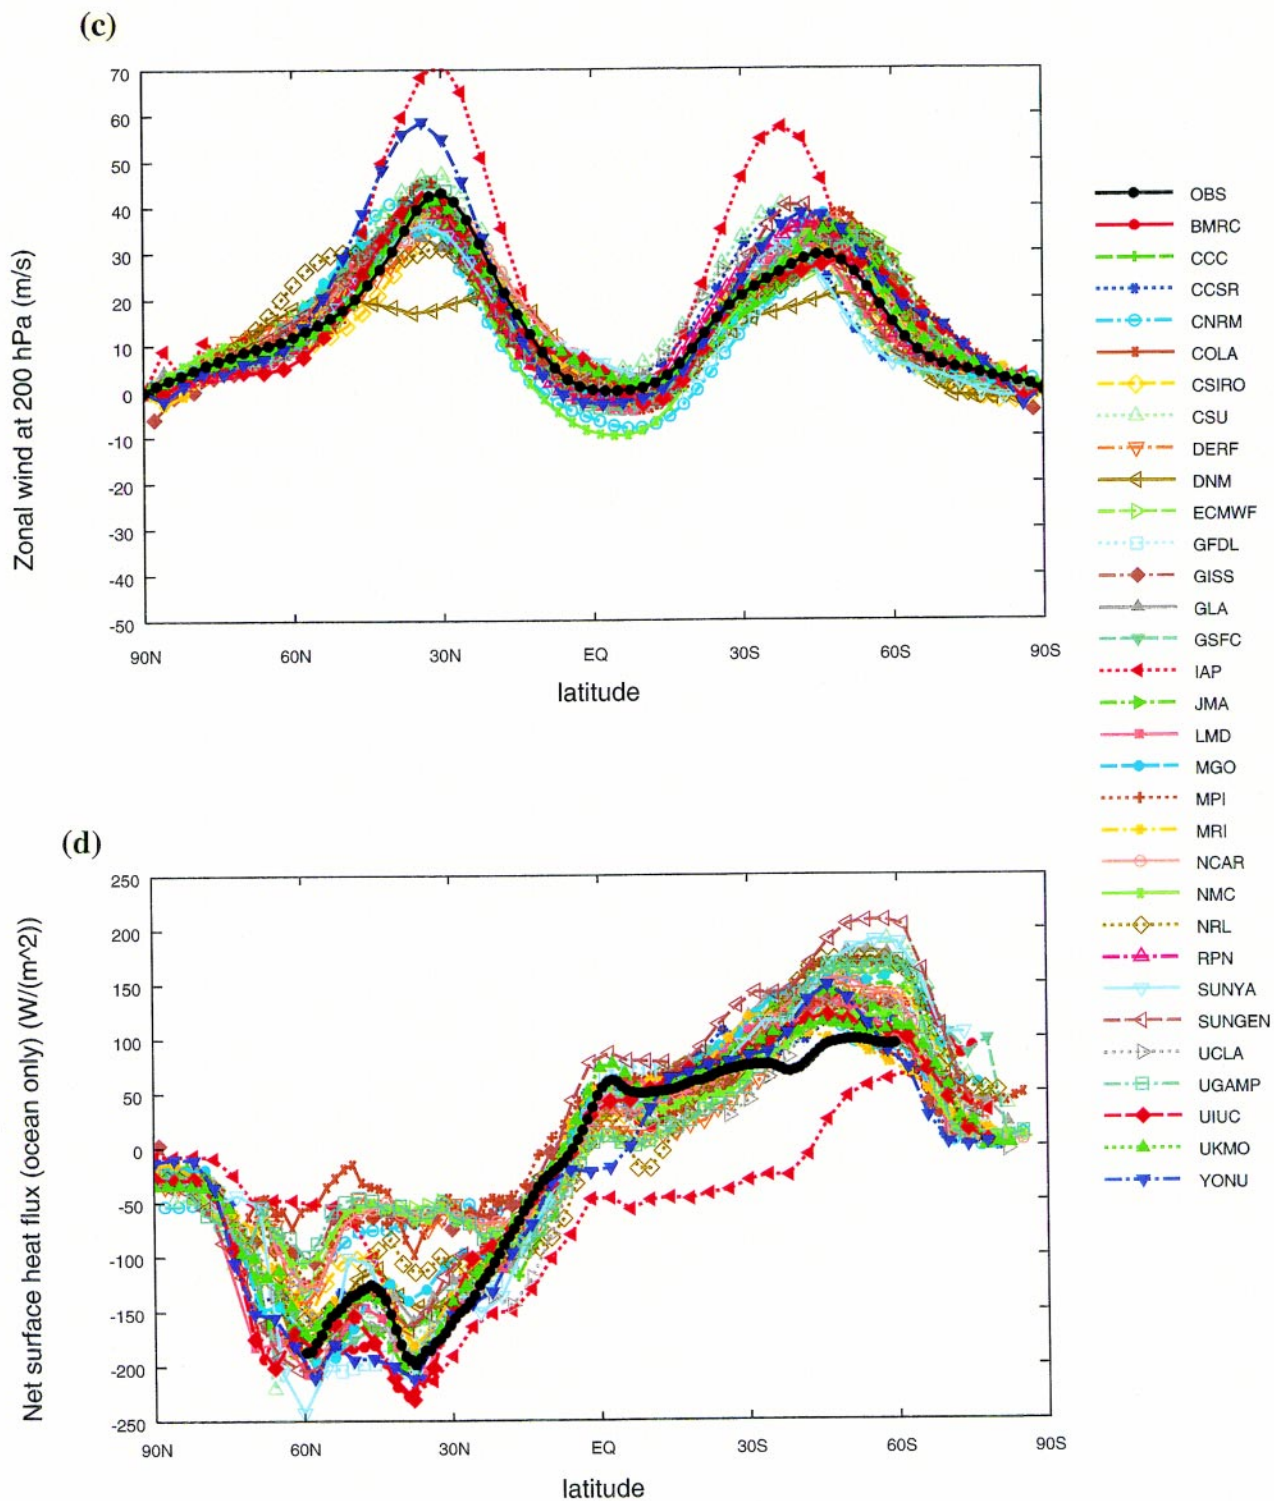 (c)
Zonal wind at 200 hPa (m/s)
70
60
50
40
30
20
10
0
-10
-20
-30
-40
-50
90N 60N 30N EQ 30S 60S 90S
latitude
OBS
BMRC
CCC
CCSR
CNRM
COLA
CSIRO
CSU
DERF
DNM
ECMWF
GFDL
GISS
GLA
GSFC
IAP
JMA
LMD
MGO
MPI
MRI
NCAR
NMC
NRL
RPN
SUNYA
SUNGEN
UCLA
UGAMP
UIUC
UKMO
YONU
(d)
Net surface heat flux (ocean only) (W/(m^2))
250
200
150
100
50
0
-50
-100
-150
-200
-250
90N 60N 30N EQ 30S 60S 90S
latitude